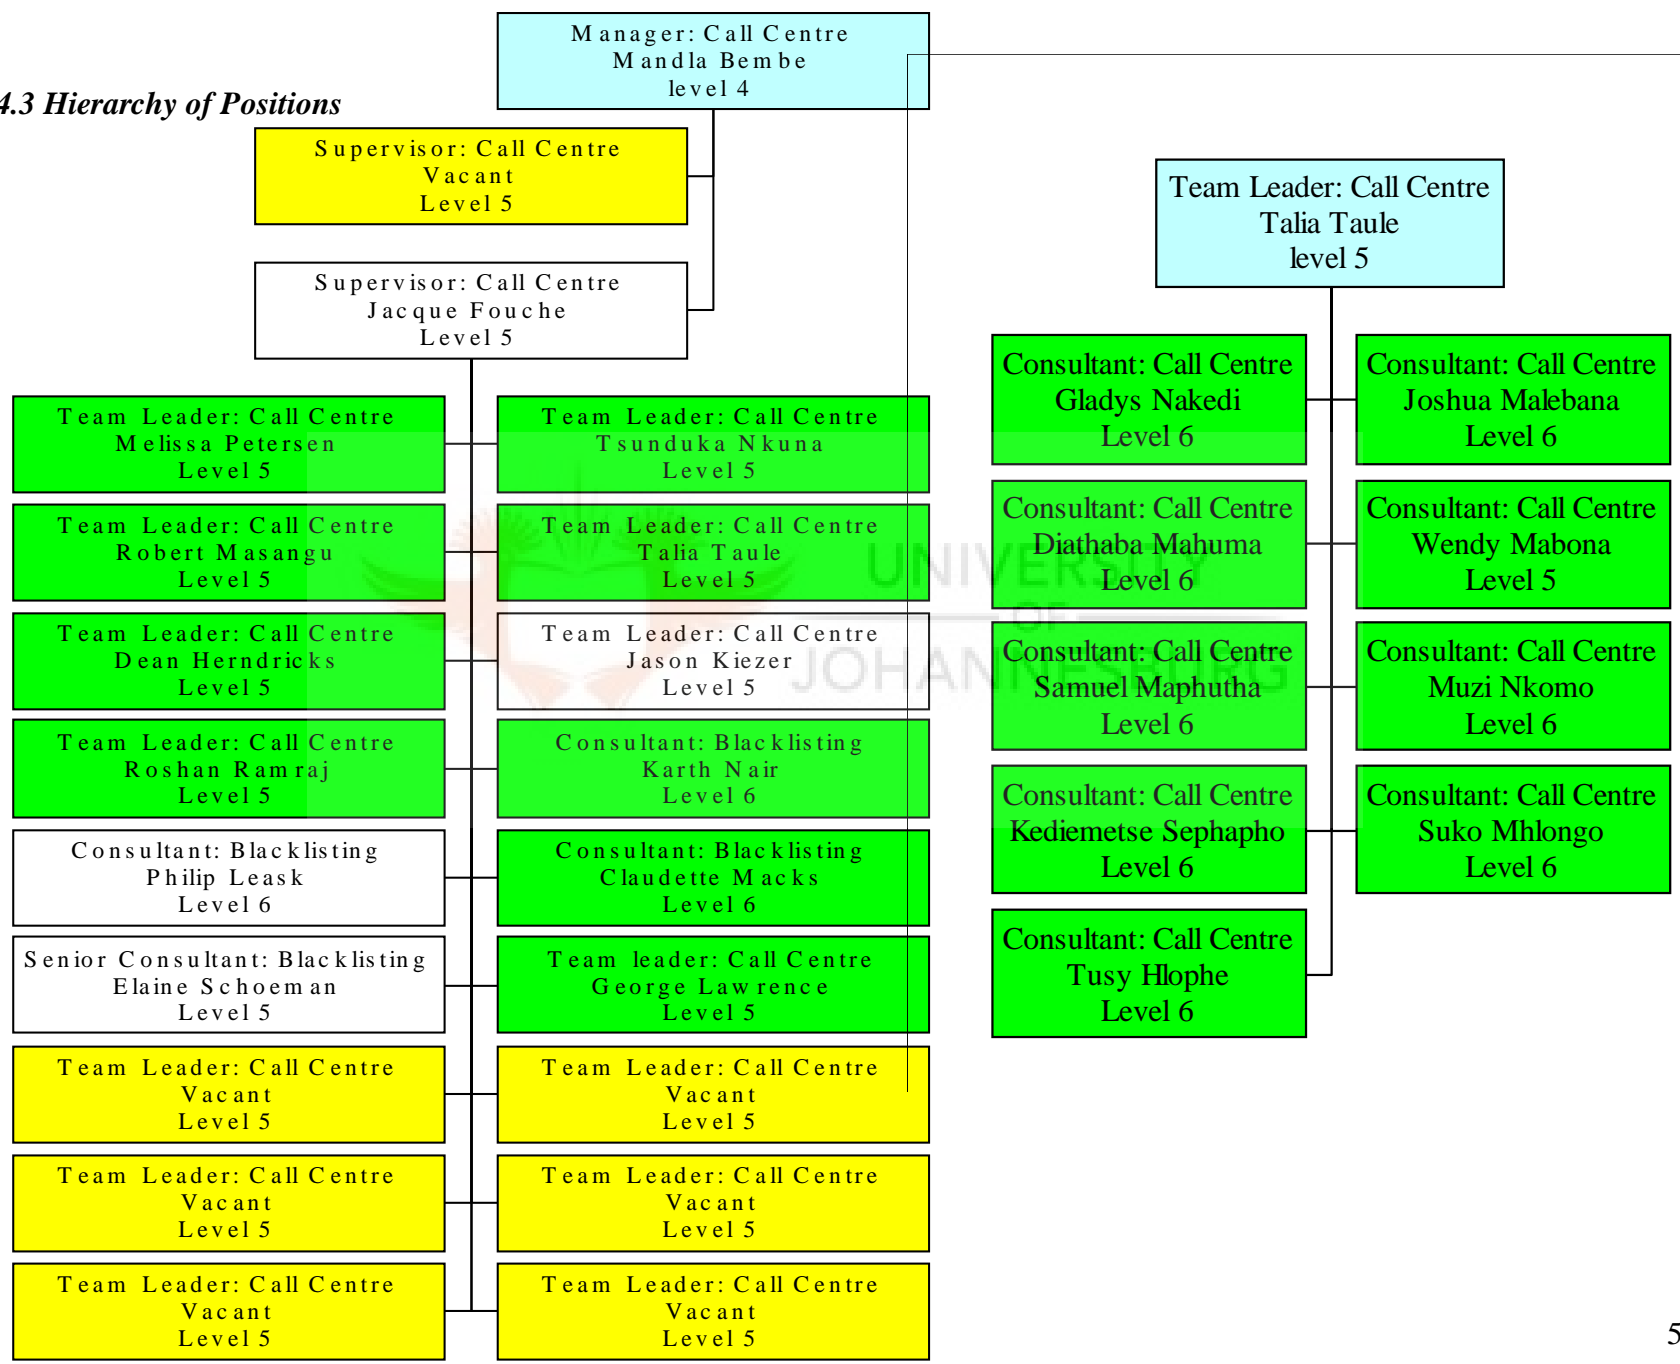 Manager: Call Centre
Mandla Bembe
level 4
4.3 Hierarchy of Positions
Supervisor: Call Centre
Vacant
Level 5
Supervisor: Call Centre
Jacque Fouche
Level 5
Team Leader: Call Centre
Melissa Petersen
Level 5
Team Leader: Call Centre
Tsunduka Nkuna
Level 5
Team Leader: Call Centre
Robert Masangu
Level 5
Team Leader: Call Centre
Talia Taule
Level 5
Team Leader: Call Centre
Dean Herndricks
Level 5
Team Leader: Call Centre
Jason Kiezer
Level 5
Team Leader: Call Centre
Roshan Ramraj
Level 5
Consultant: Blacklisting
Karth Nair
Level 6
Consultant: Blacklisting
Philip Leask
Level 6
Consultant: Blacklisting
Claudette Macks
Level 6
Senior Consultant: Blacklisting
Elaine Schoeman
Level 5
Team leader: Call Centre
George Lawrence
Level 5
Team Leader: Call Centre
Vacant
Level 5
Team Leader: Call Centre
Vacant
Level 5
Team Leader: Call Centre
Vacant
Level 5
Team Leader: Call Centre
Vacant
Level 5
Team Leader: Call Centre
Vacant
Level 5
Team Leader: Call Centre
Vacant
Level 5
Team Leader: Call Centre
Talia Taule
level 5
Consultant: Call Centre
Gladys Nakedi
Level 6
Consultant: Call Centre
Joshua Malebana
Level 6
Consultant: Call Centre
Diathaba Mahuma
Level 6
Consultant: Call Centre
Wendy Mabona
Level 5
Consultant: Call Centre
Samuel Maphutha
Level 6
Consultant: Call Centre
Muzi Nkomo
Level 6
Consultant: Call Centre
Kediemetse Sephapho
Level 6
Consultant: Call Centre
Suko Mhlongo
Level 6
Consultant: Call Centre
Tusy Hlophe
Level 6
UNIVERSITY
OF
JOHANNESBURG
5